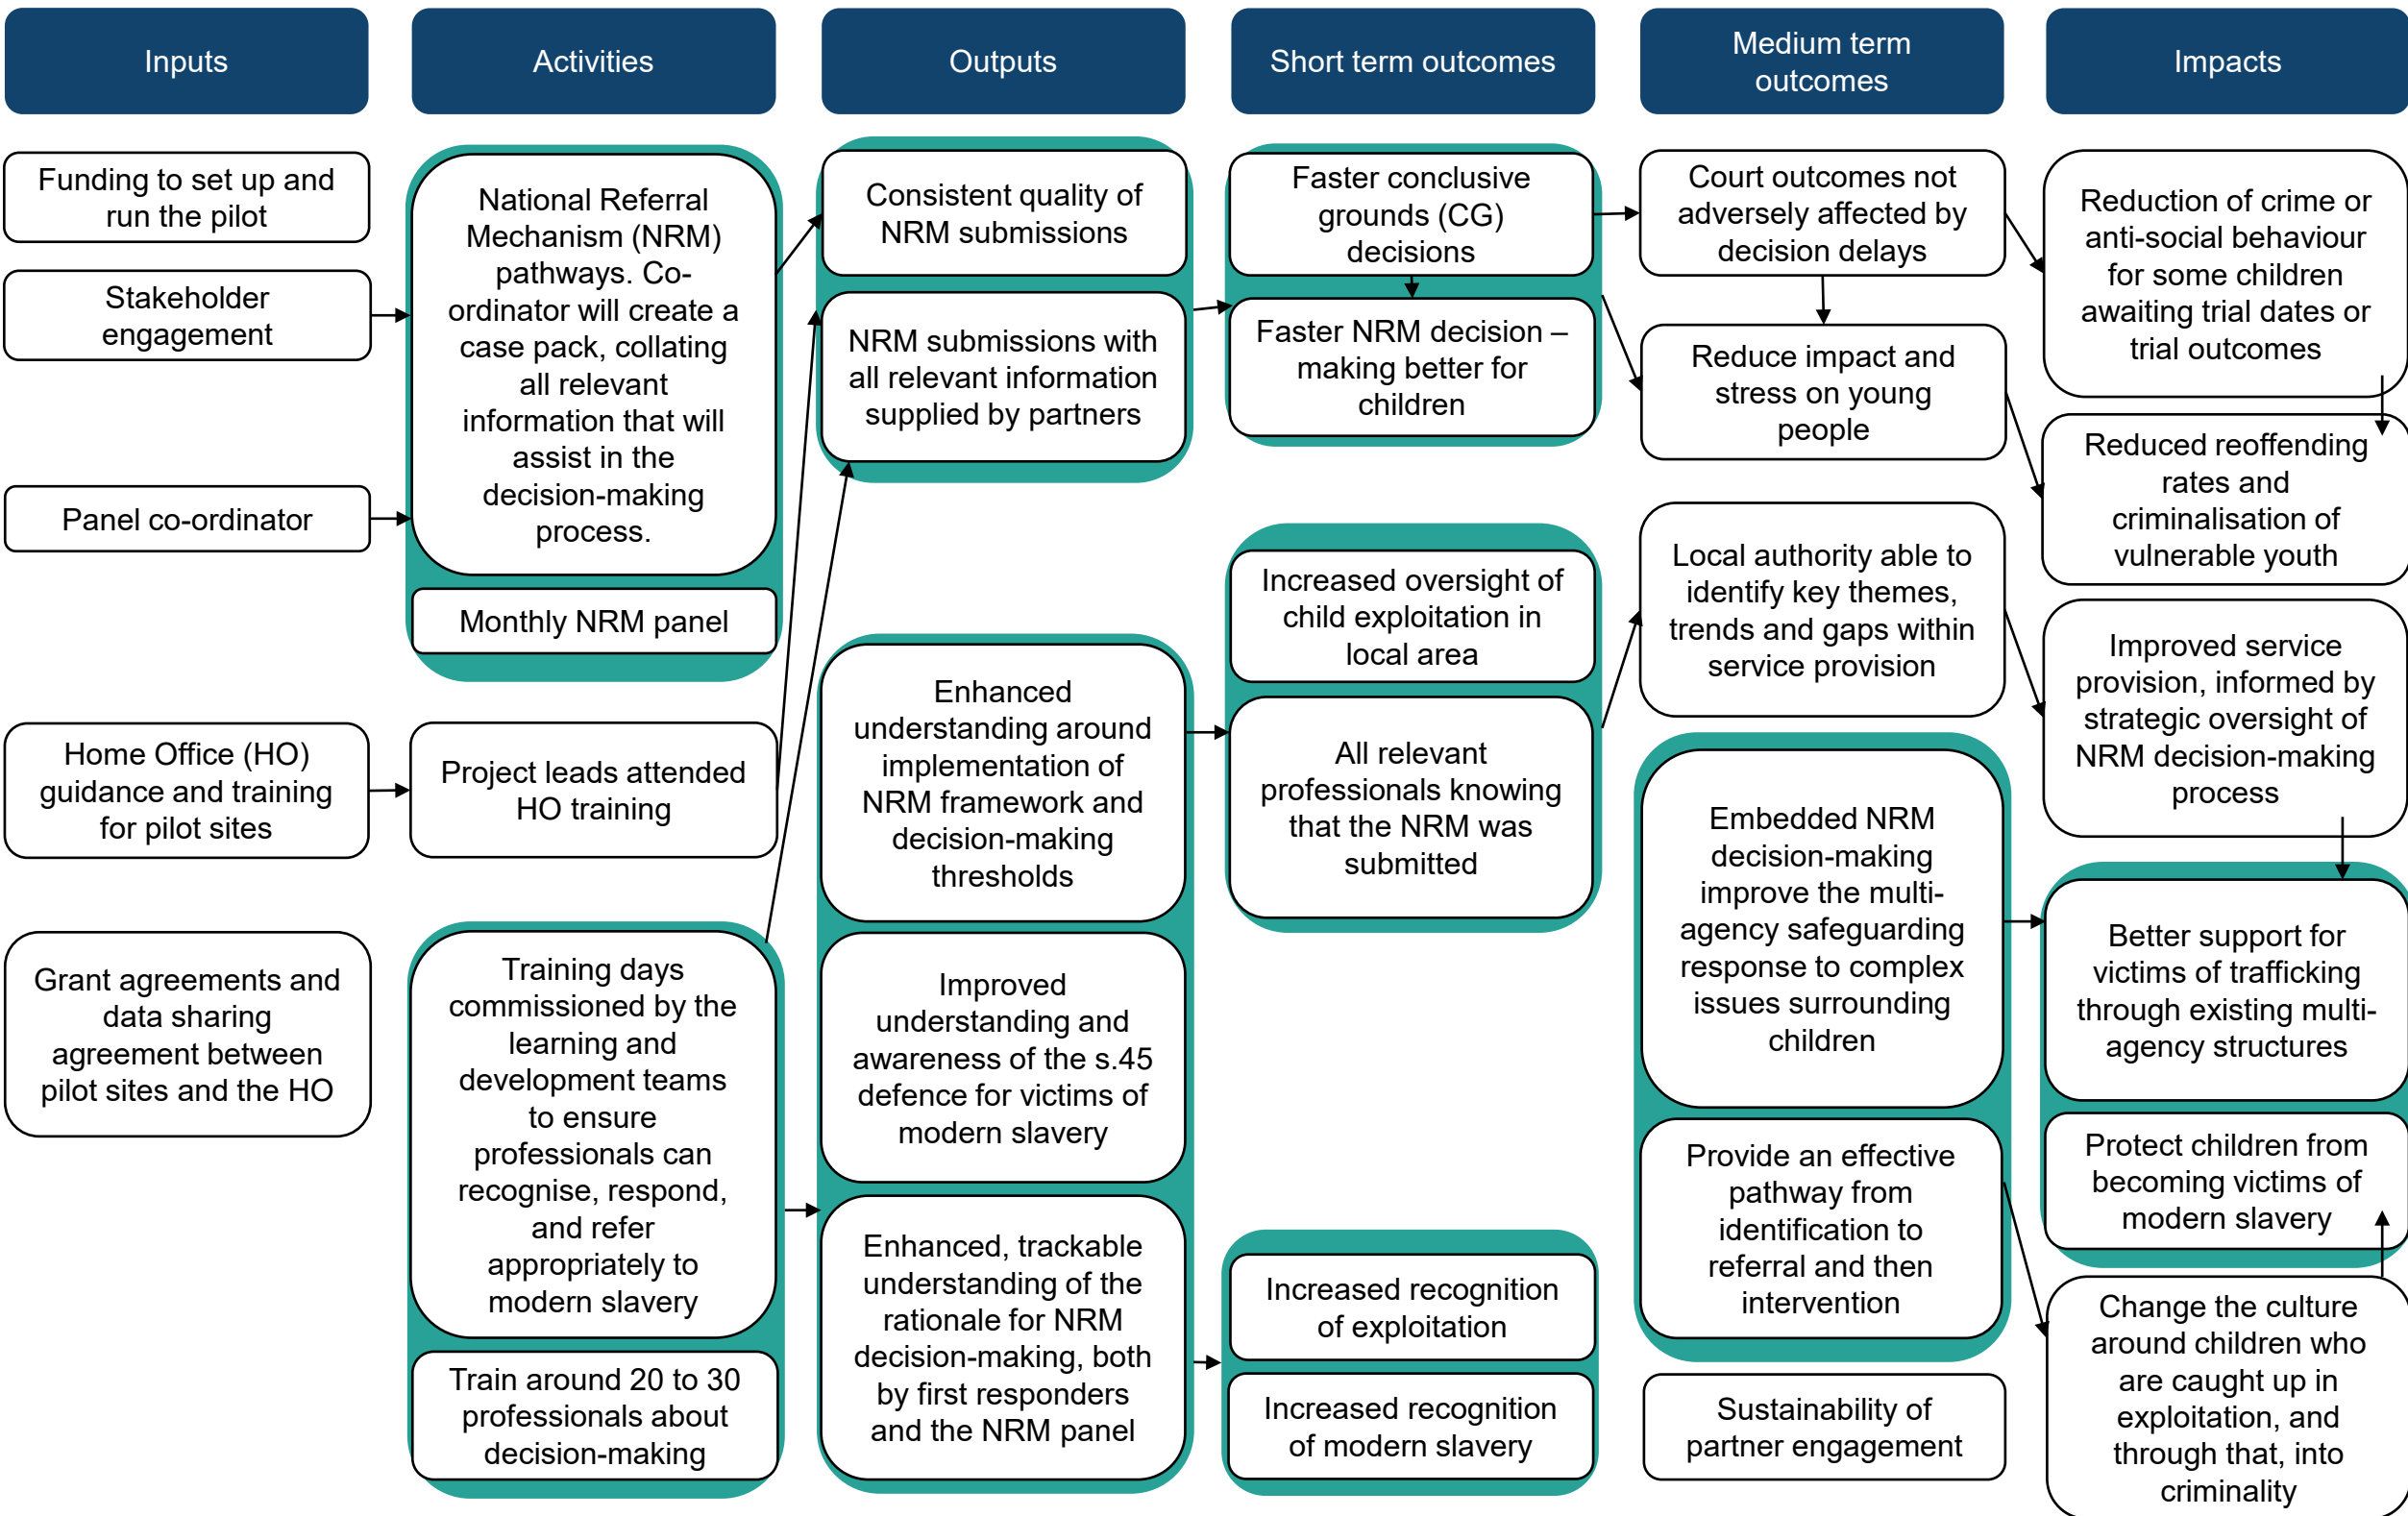 Inputs
Activities
Outputs
Short term outcomes
Medium term
outcomes
Impacts
Funding to set up and
run the pilot
Stakeholder
engagement
Panel co-ordinator
Home Office (HO)
guidance and training
for pilot sites
Grant agreements and
data sharing
agreement between
pilot sites and the HO
National Referral
Mechanism (NRM)
pathways. Co-
ordinator will create a
case pack, collating
all relevant
information that will
assist in the
decision-making
process.
Monthly NRM panel
Project leads attended
HO training
Training days
commissioned by the
learning and
development teams
to ensure
professionals can
recognise, respond,
and refer
appropriately to
modern slavery
Train around 20 to 30
professionals about
decision-making
Consistent quality of
NRM submissions
NRM submissions with
all relevant information
supplied by partners
Enhanced
understanding around
implementation of
NRM framework and
decision-making
thresholds
Improved
understanding and
awareness of the s.45
defence for victims of
modern slavery
Enhanced, trackable
understanding of the
rationale for NRM
decision-making, both
by first responders
and the NRM panel
Faster conclusive
grounds (CG)
decisions
Faster NRM decision –
making better for
children
Increased oversight of
child exploitation in
local area
All relevant
professionals knowing
that the NRM was
submitted
Increased recognition
of exploitation
Increased recognition
of modern slavery
Court outcomes not
adversely affected by
decision delays
Reduce impact and
stress on young
people
Local authority able to
identify key themes,
trends and gaps within
service provision
Embedded NRM
decision-making
improve the multi-
agency safeguarding
response to complex
issues surrounding
children
Provide an effective
pathway from
identification to
referral and then
intervention
Sustainability of
partner engagement
Reduction of crime or
anti-social behaviour
for some children
awaiting trial dates or
trial outcomes
Reduced reoffending
rates and
criminalisation of
vulnerable youth
Improved service
provision, informed by
strategic oversight of
NRM decision-making
process
Better support for
victims of trafficking
through existing multi-
agency structures
Protect children from
becoming victims of
modern slavery
Change the culture
around children who
are caught up in
exploitation, and
through that, into
criminality